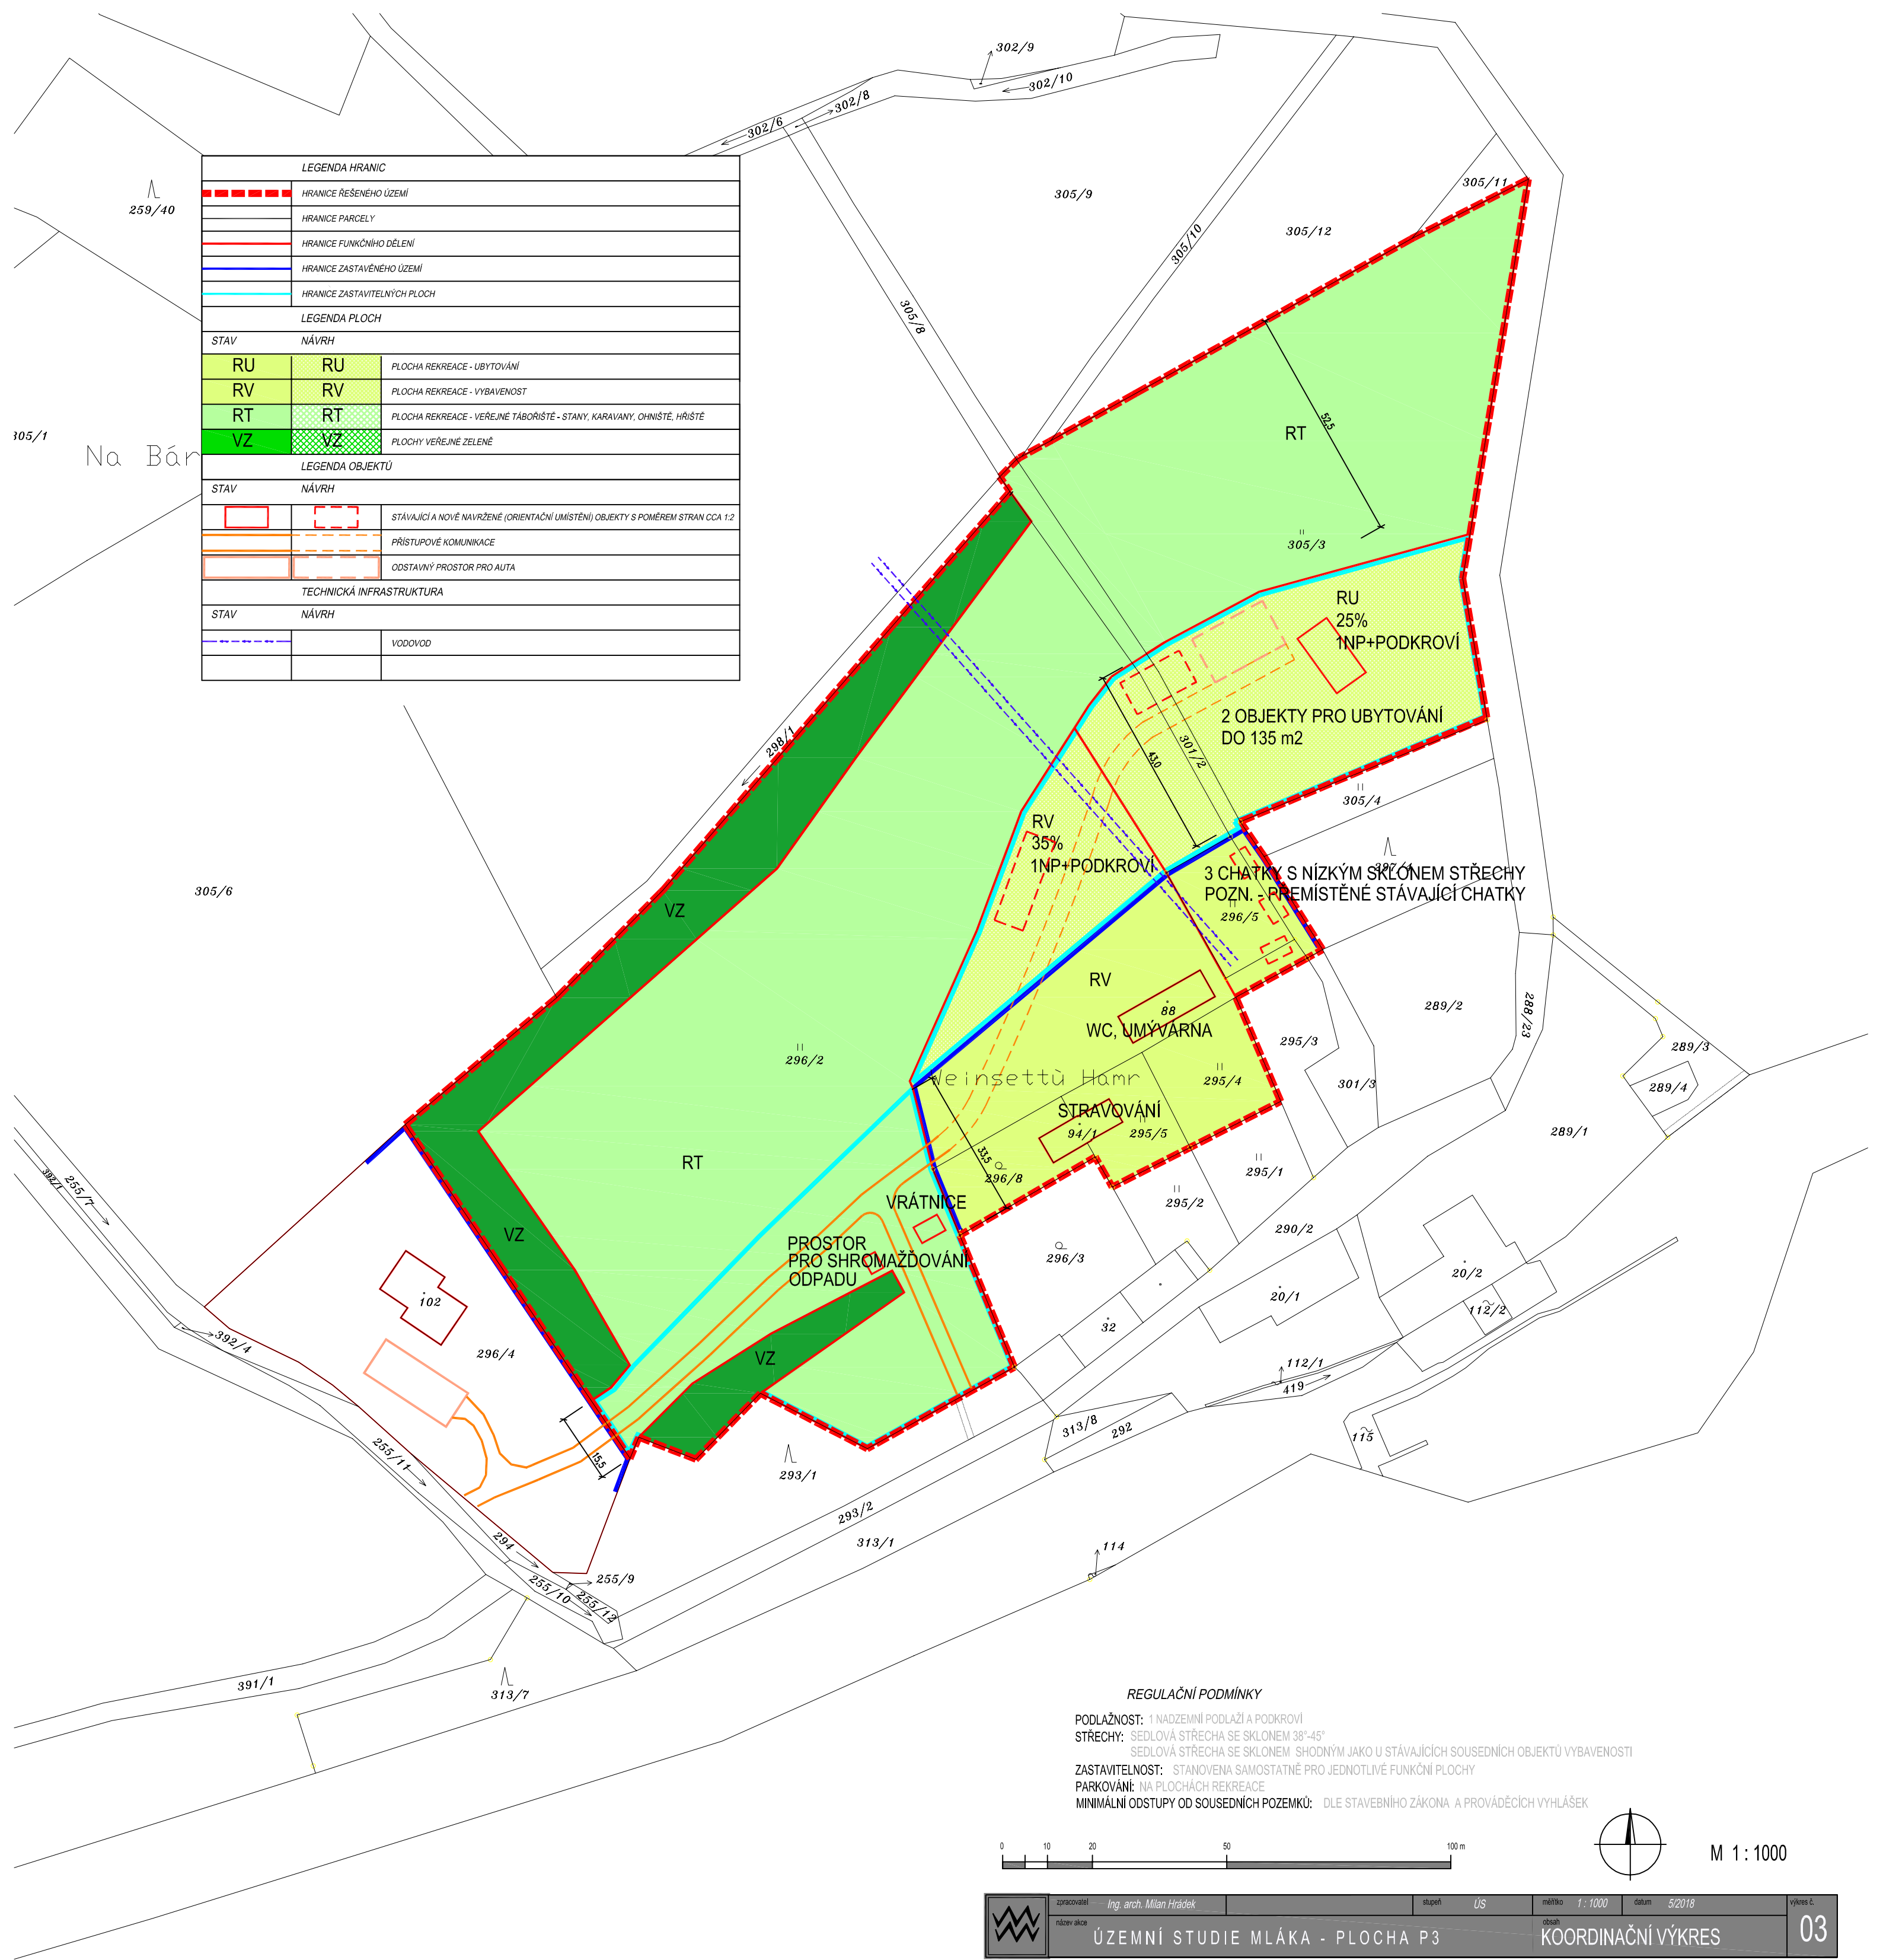 302/9
302/10
302/8
302/6
259/40
305/9
305/11
305/12
305/10
305/8
305/1
Na Bár
LEGENDA HRANIC
HRANICE ŘEŠENÉHO ÚZEMÍ
HRANICE PARCELY
HRANICE FUNKČNÍHO DĚLENÍ
HRANICE ZASTAVĚNÉHO ÚZEMÍ
HRANICE ZASTAVITELNÝCH PLOCH
LEGENDA PLOCH
STAV NÁVRH
RU RU PLOCHA REKREACE - UBYTOVÁNÍ
RV RV PLOCHA REKREACE - VYBAVENOST
RT RT PLOCHA REKREACE - VEŘEJNÉ TÁBOŘIŠTĚ - STANY, KARAVANY, OHNIŠTĚ, HŘIŠTĚ
VZ VZ PLOCHY VEŘEJNÉ ZELENĚ
LEGENDA OBJEKTŮ
STAV NÁVRH
STÁVAJÍCÍ A NOVĚ NAVRŽENÉ (ORIENTAČNÍ UMÍSTĚNÍ) OBJEKTY S POMĚREM STRAN CCA 1:2
PŘÍSTUPOVÉ KOMUNIKACE
ODSTAVNÝ PROSTOR PRO AUTA
TECHNICKÁ INFRASTRUKTURA
STAV NÁVRH
VODOVOD
RT
52,5
305/3
RU
25%
1NP+PODKROVÍ
2 OBJEKTY PRO UBYTOVÁNÍ
DO 135 m2
298/1
43,0
301/2
305/4
RV
35%
1NP+PODKROVÍ
3 CHATKY S NÍZKÝM SKLONEM STŘECHY
POZN. - PŘEMÍSTĚNÉ STÁVAJÍCÍ CHATKY
296/5
305/6
VZ
RV
88
WC, UMÝVÁRNA
289/2
288/23
295/3
289/3
296/2
Weinsettù Hamr
295/4
301/3
289/4
STRAVOVÁNÍ
94/1
295/5
289/1
RT
33,5
296/8
295/1
392/1
255/7
VRÁTNICE
295/2
VZ
PROSTOR
PRO SHROMAŽĎOVÁNÍ
ODPADU
296/3
290/2
20/2
102
20/1
112/2
32
392/4
296/4
VZ
112/1
419
313/8
292
115
15,5
255/11
293/1
293/2
313/1
294
114
255/9
255/10
255/12
391/1
313/7
REGULAČNÍ PODMÍNKY
PODLAŽNOST: 1 NADZEMNÍ PODLAŽÍ A PODKROVÍ
STŘECHY: SEDLOVÁ STŘECHA SE SKLONEM 38°-45°
SEDLOVÁ STŘECHA SE SKLONEM SHODNÝM JAKO U STÁVAJÍCÍCH SOUSEDNÍCH OBJEKTŮ VYBAVENOSTI
ZASTAVITELNOST: STANOVENA SAMOSTATNĚ PRO JEDNOTLIVÉ FUNKČNÍ PLOCHY
PARKOVÁNÍ: NA PLOCHÁCH REKREACE
MINIMÁLNÍ ODSTUPY OD SOUSEDNÍCH POZEMKŮ: DLE STAVEBNÍHO ZÁKONA A PROVÁDĚCÍCH VYHLÁŠEK
0 10 20 50 100 m
M 1 : 1000
zpracovatel Ing. arch. Milan Hrádek stupeň ÚS měřítko 1 : 1000 datum 5/2018 výkres č.
název akce ÚZEMNÍ STUDIE MLÁKA - PLOCHA P3 obsah KOORDINAČNÍ VÝKRES 03